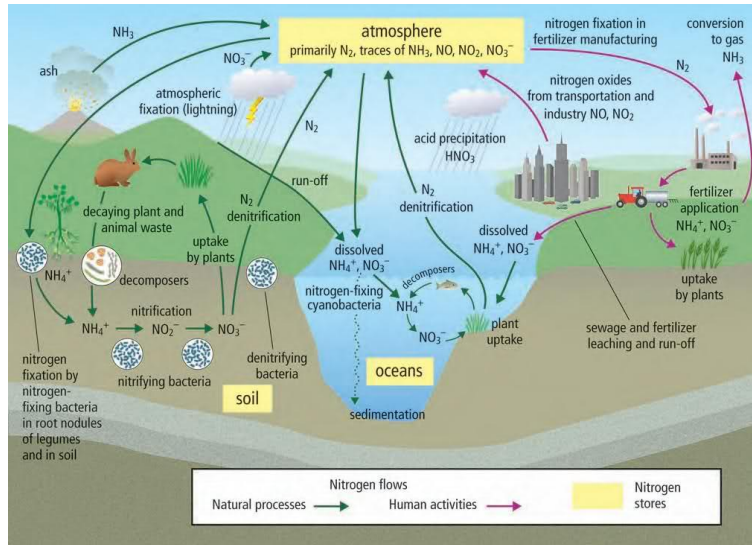 atmosphere
primarily N₂, traces of NH₃, NO, NO₂, NO₃⁻
NH₃
ash
NO₃⁻
atmospheric
fixation (lightning)
N₂
nitrogen fixation in
fertilizer manufacturing
conversion
to gas
NH₃
N₂
nitrogen oxides
from transportation and
industry NO, NO₂
acid precipitation
HNO₃
run-off
N₂
denitrification
N₂
denitrification
decaying plant and
animal waste
uptake
by plants
fertilizer
application
NH₄⁺, NO₃⁻
dissolved
NH₄⁺, NO₃⁻
dissolved
NH₄⁺, NO₃⁻
uptake
by plants
NH₄⁺
decomposers
nitrogen-fixing
cyanobacteria
decomposers
NH₄⁺
NO₃⁻
plant
uptake
NH₄⁺
nitrification
NO₂⁻
NO₃⁻
nitrifying bacteria
denitrifying
bacteria
sewage and fertilizer
leaching and run-off
nitrogen
fixation by
nitrogen-
fixing bacteria
in root nodules
of legumes
and in soil
soil
oceans
sedimentation
Nitrogen flows
Natural processes
Human activities
Nitrogen
stores